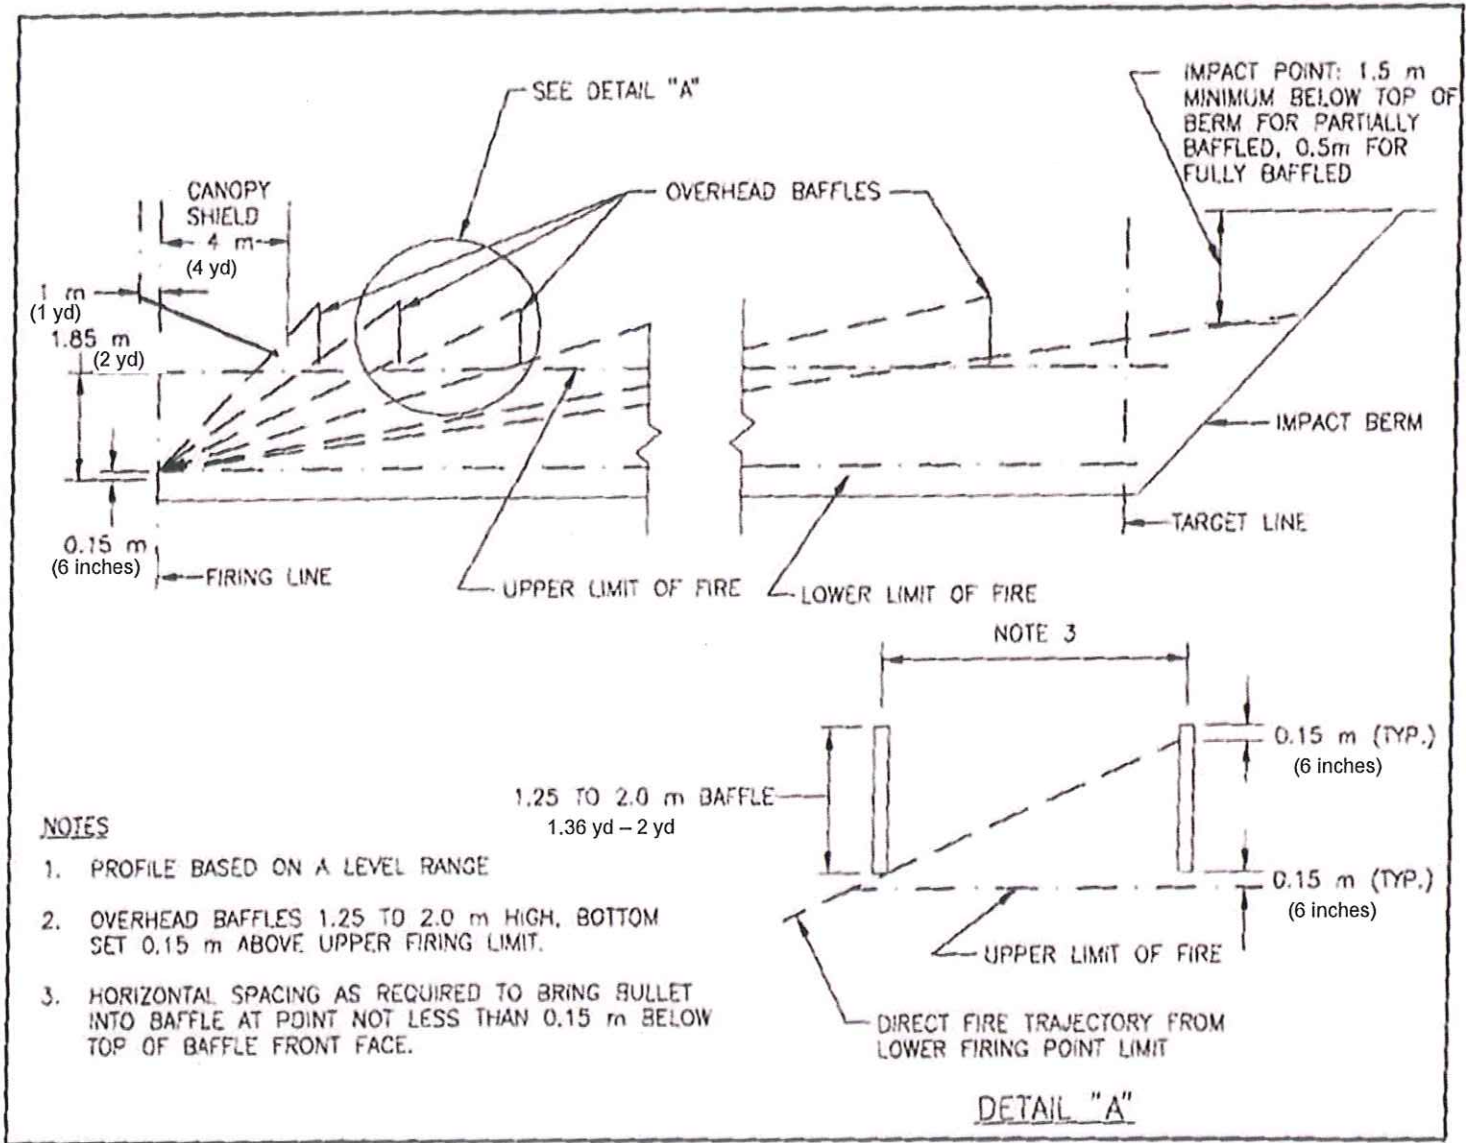 SEE DETAIL "A"
IMPACT POINT: 1.5 m
MINIMUM BELOW TOP OF
BERM FOR PARTIALLY
BAFFLED, 0.5m FOR
FULLY BAFFLED
CANOPY
SHIELD
4 m
(4 yd)
OVERHEAD BAFFLES
1 m
(1 yd)
1.85 m
(2 yd)
IMPACT BERM
0.15 m
(6 inches)
TARGET LINE
FIRING LINE
UPPER LIMIT OF FIRE
LOWER LIMIT OF FIRE
NOTE 3
0.15 m (TYP.)
(6 inches)
1.25 TO 2.0 m BAFFLE
1.36 yd – 2 yd
0.15 m (TYP.)
(6 inches)
UPPER LIMIT OF FIRE
DIRECT FIRE TRAJECTORY FROM
LOWER FIRING POINT LIMIT
DETAIL "A"
NOTES
1. PROFILE BASED ON A LEVEL RANGE
2. OVERHEAD BAFFLES 1.25 TO 2.0 m HIGH, BOTTOM
SET 0.15 m ABOVE UPPER FIRING LIMIT.
3. HORIZONTAL SPACING AS REQUIRED TO BRING BULLET
INTO BAFFLE AT POINT NOT LESS THAN 0.15 m BELOW
TOP OF BAFFLE FRONT FACE.